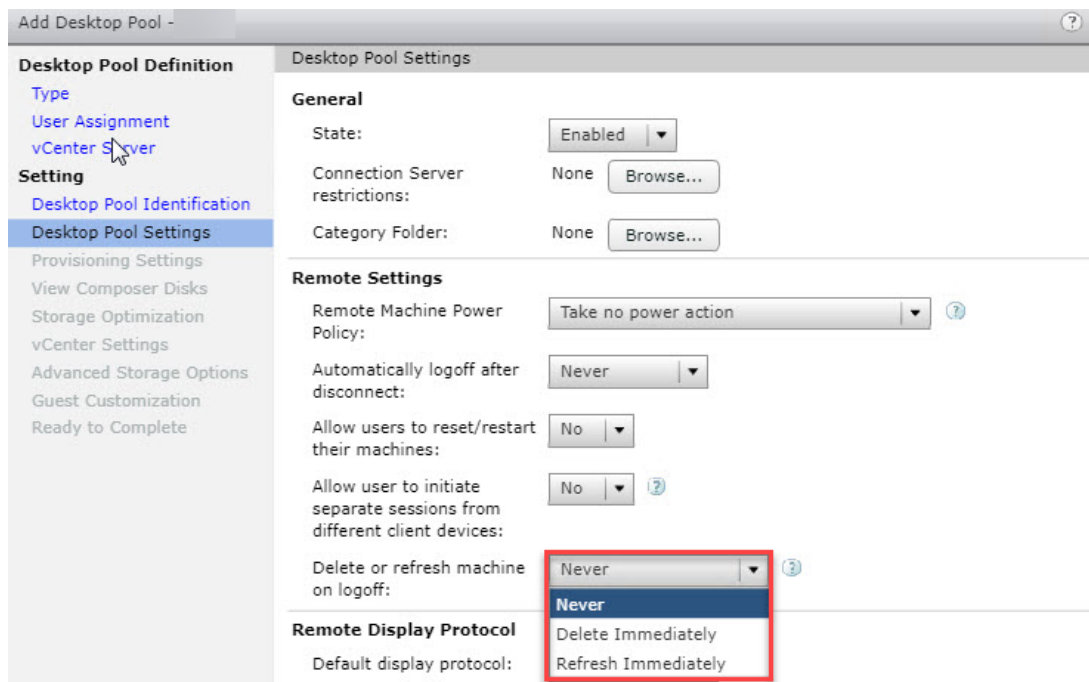 Add Desktop Pool -
?
Desktop Pool Definition
Type
User Assignment
vCenter Server
Setting
Desktop Pool Identification
Desktop Pool Settings
Provisioning Settings
View Composer Disks
Storage Optimization
vCenter Settings
Advanced Storage Options
Guest Customization
Ready to Complete
Desktop Pool Settings
General
State: Enabled
Connection Server None Browse...
restrictions:
Category Folder: None Browse...
Remote Settings
Remote Machine Power Take no power action ?
Policy:
Automatically logoff after Never
disconnect:
Allow users to reset/restart No
their machines:
Allow user to initiate No ?
separate sessions from
different client devices:
Delete or refresh machine Never ?
on logoff:
Never
Delete Immediately
Refresh Immediately
Remote Display Protocol
Default display protocol: